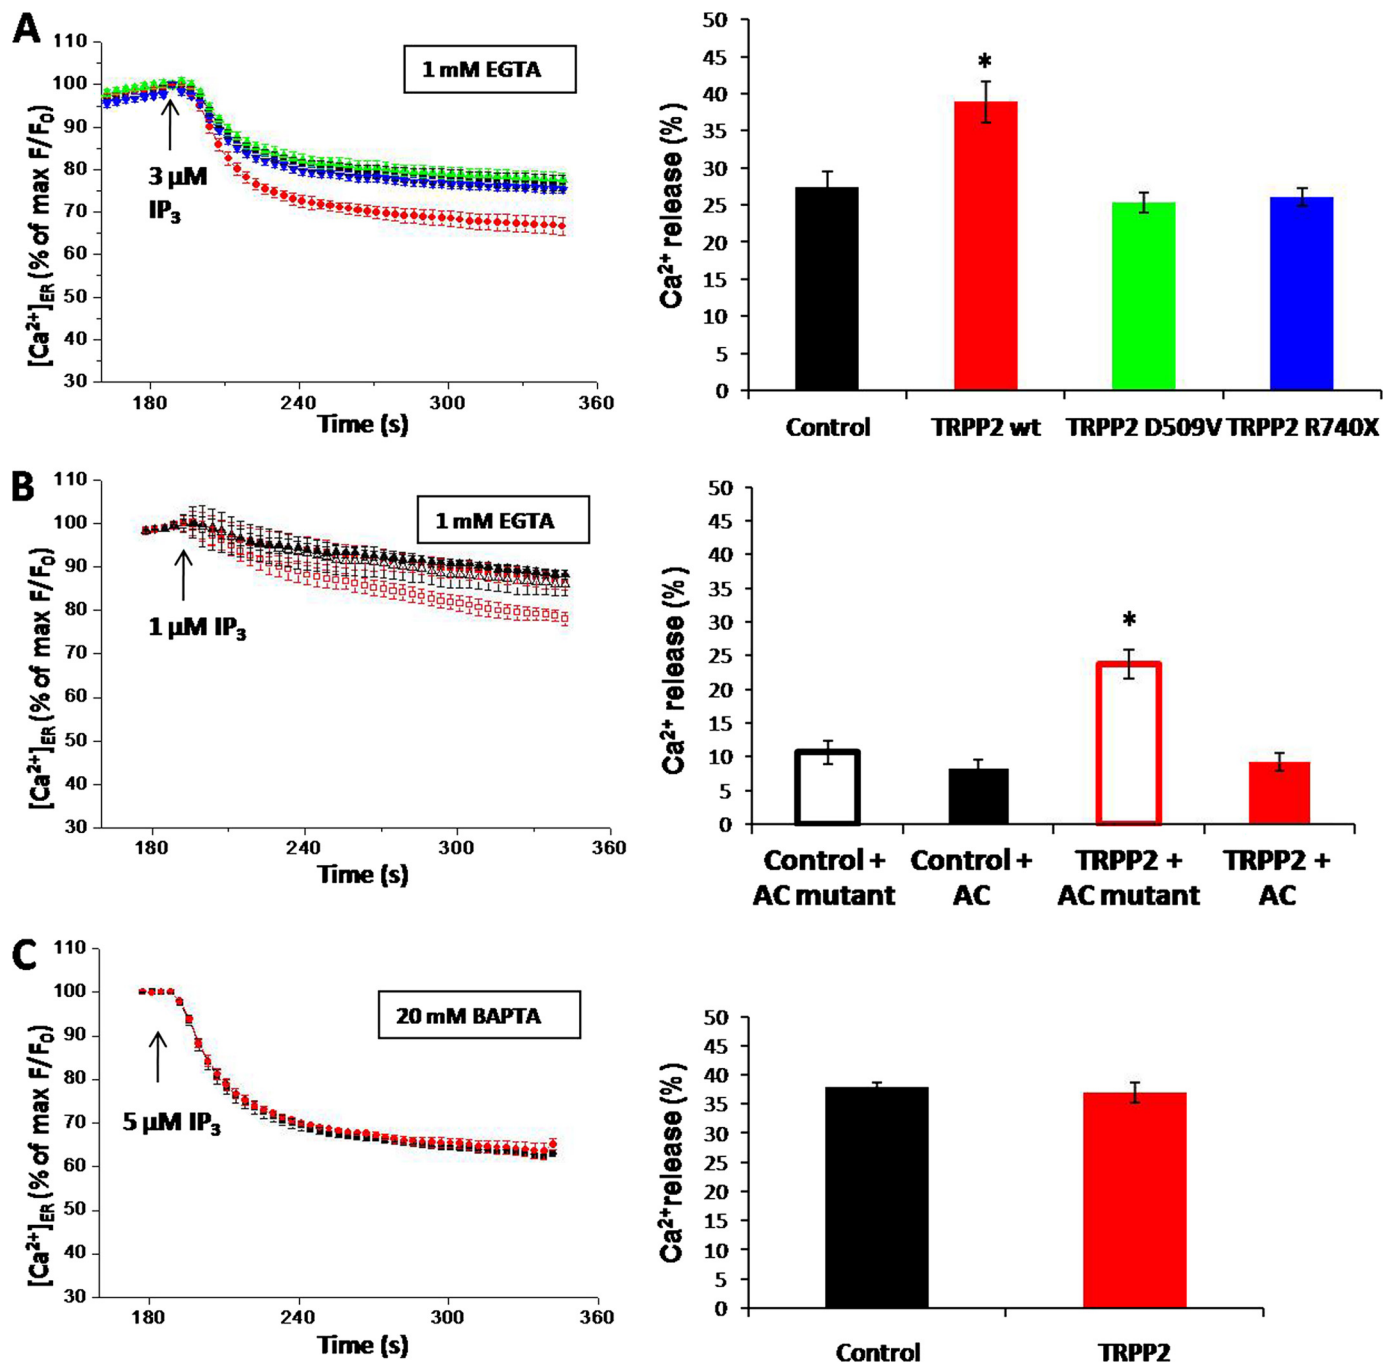 A
110
100
90
80
70
60
50
40
30
[Ca2+]ER (% of max F/F0)
1 mM EGTA
3 µM
IP3
180
240
300
360
Time (s)
50
45
40
35
30
25
20
15
10
5
0
Ca2+ release (%)
*
Control
TRPP2 wt
TRPP2 D509V
TRPP2 R740X
B
110
100
90
80
70
60
50
40
30
[Ca2+]ER (% of max F/F0)
1 mM EGTA
1 µM IP3
180
240
300
360
Time (s)
50
45
40
35
30
25
20
15
10
5
0
Ca2+ release (%)
*
Control +
AC mutant
Control +
AC
TRPP2 +
AC mutant
TRPP2 +
AC
C
110
100
90
80
70
60
50
40
30
[Ca2+]ER (% of max F/F0)
20 mM BAPTA
5 µM IP3
180
240
300
360
Time (s)
50
45
40
35
30
25
20
15
10
5
0
Ca2+release (%)
Control
TRPP2